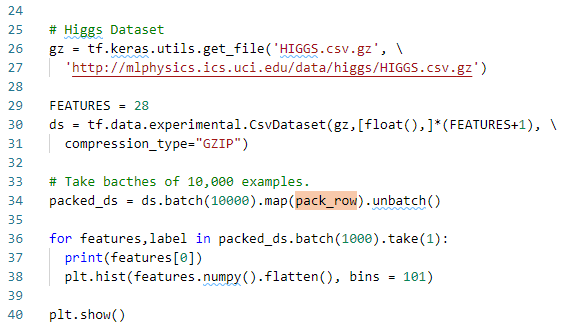 24
25 # Higgs Dataset
26 gz = tf.keras.utils.get_file('HIGGS.csv.gz', \
27   'http://mlphysics.ics.uci.edu/data/higgs/HIGGS.csv.gz')
28
29 FEATURES = 28
30 ds = tf.data.experimental.CsvDataset(gz,[float(),]*(FEATURES+1), \
31   compression_type="GZIP")
32
33 # Take bacthes of 10,000 examples.
34 packed_ds = ds.batch(10000).map(pack_row).unbatch()
35
36 for features,label in packed_ds.batch(1000).take(1):
37   print(features[0])
38   plt.hist(features.numpy().flatten(), bins = 101)
39
40 plt.show()